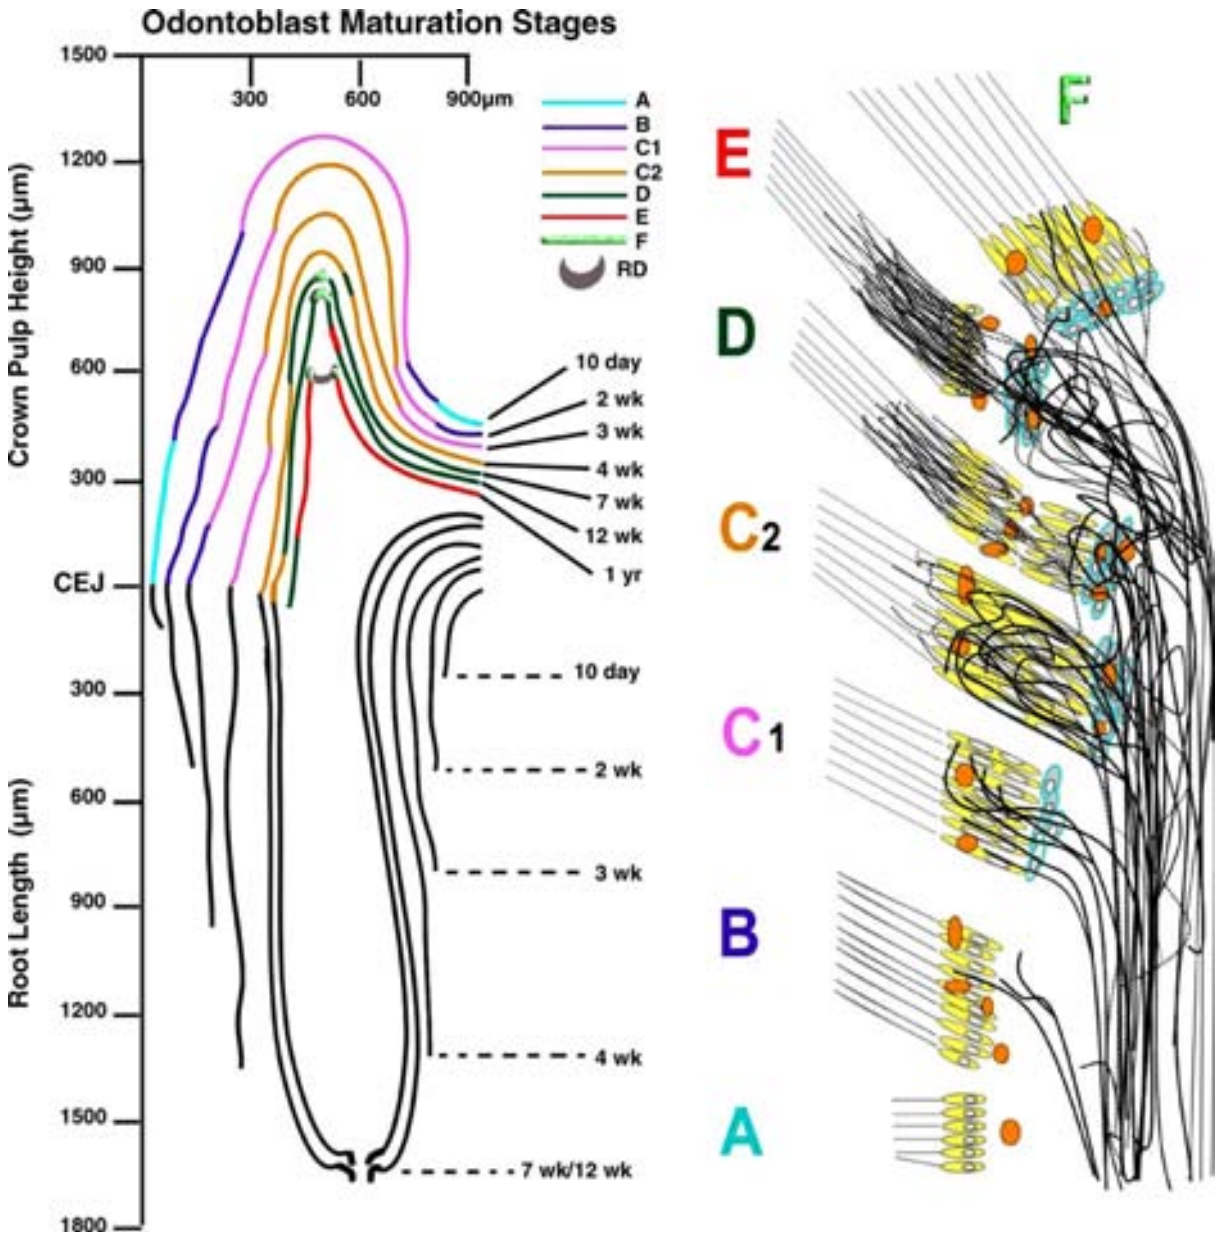 Odontoblast Maturation Stages
1500
300
600
900µm
A
B
C1
C2
D
E
F
RD
1200
900
600
300
CEJ
300
600
900
1200
1500
1800
Crown Pulp Height (µm)
Root Length (µm)
10 day
2 wk
3 wk
4 wk
7 wk
12 wk
1 yr
10 day
2 wk
3 wk
4 wk
7 wk/12 wk
F
E
D
C2
C1
B
A